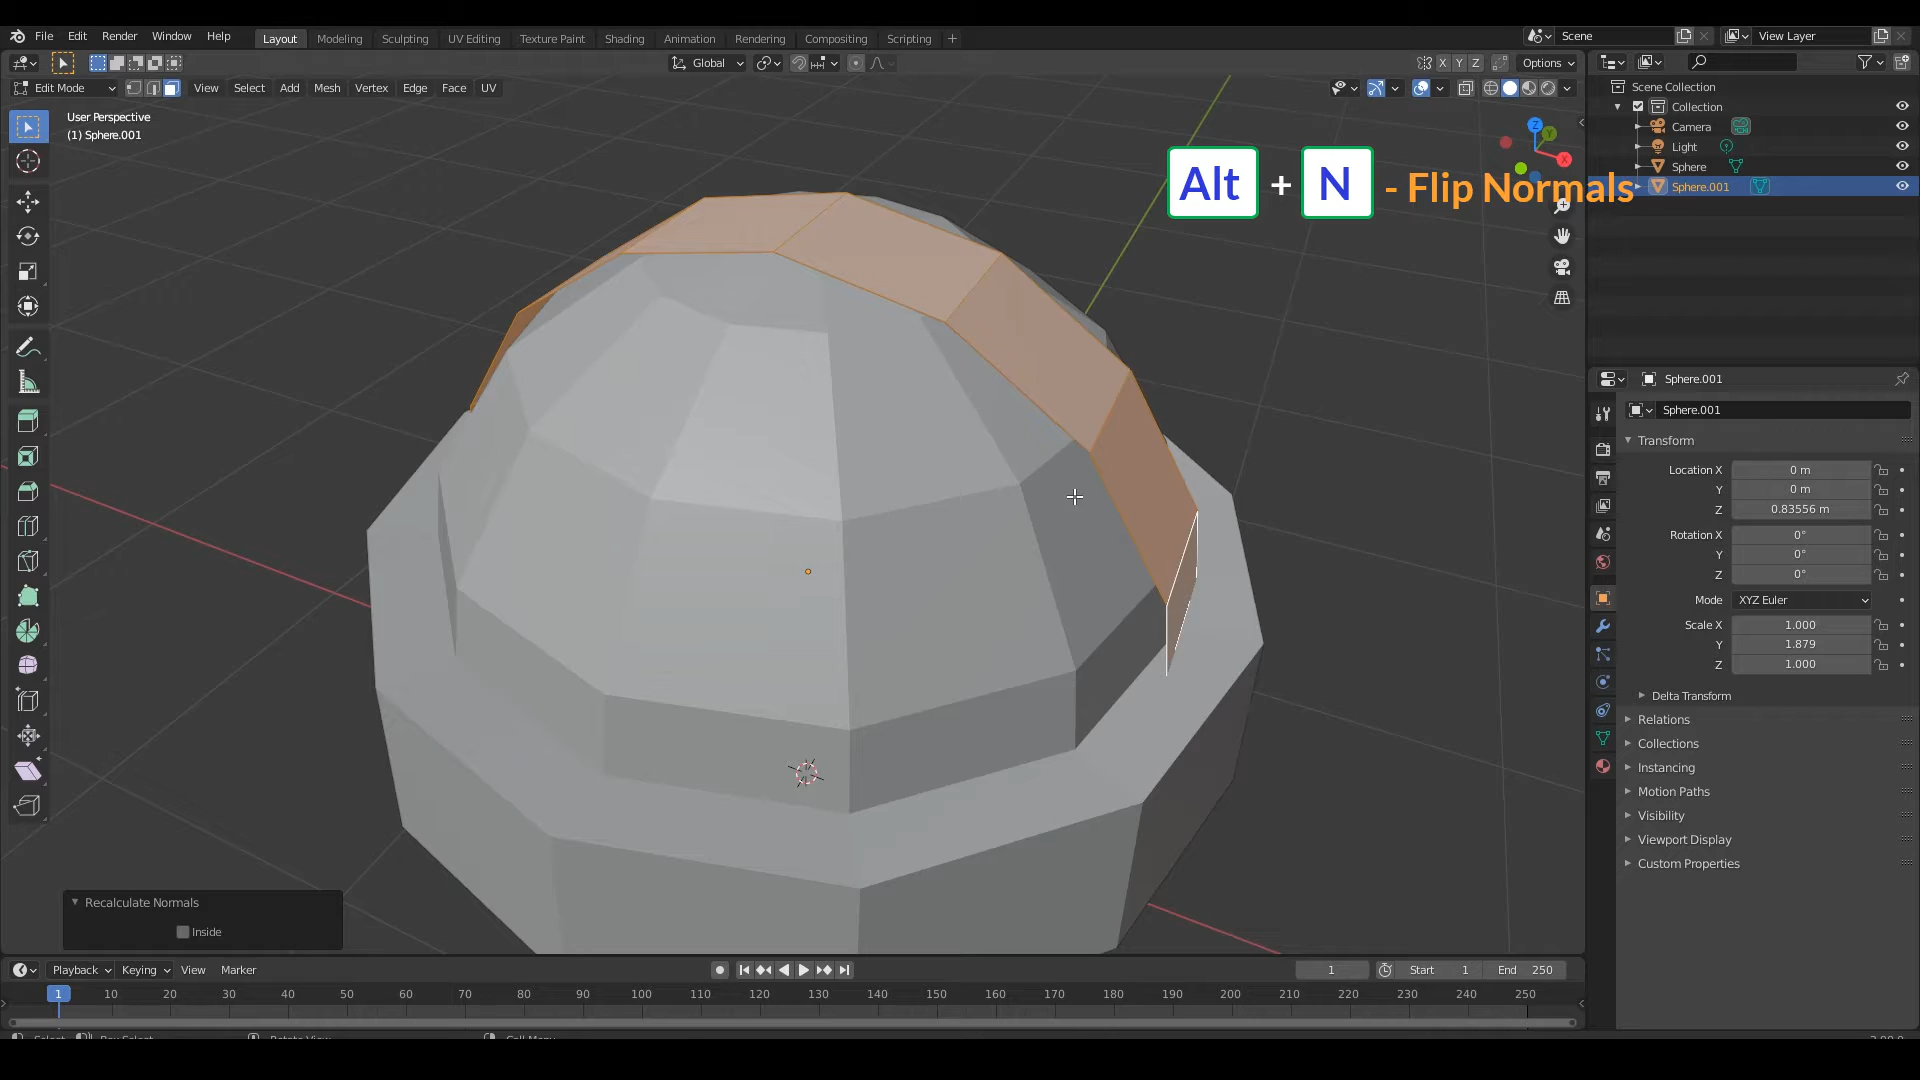 File Edit Render Window Help Layout Modeling Sculpting UV Editing Texture Paint Shading Animation Rendering Compositing Scripting + Scene View Layer
Global Options
X Y Z
Edit Mode View Select Add Mesh Vertex Edge Face UV
User Perspective
(1) Sphere.001
Alt + N - Flip Normals
Z
Y
X
Scene Collection
Collection
Camera
Light
Sphere
Sphere.001
Sphere.001
Sphere.001
Transform
Location X 0 m
Y 0 m
Z 0.83556 m
Rotation X 0°
Y 0°
Z 0°
Mode XYZ Euler
Scale X 1.000
Y 1.879
Z 1.000
Delta Transform
Relations
Collections
Instancing
Motion Paths
Visibility
Viewport Display
Custom Properties
Recalculate Normals
Inside
Playback Keying View Marker 1 Start 1 End 250
1 10 20 30 40 50 60 70 80 90 100 110 120 130 140 150 160 170 180 190 200 210 220 230 240 250